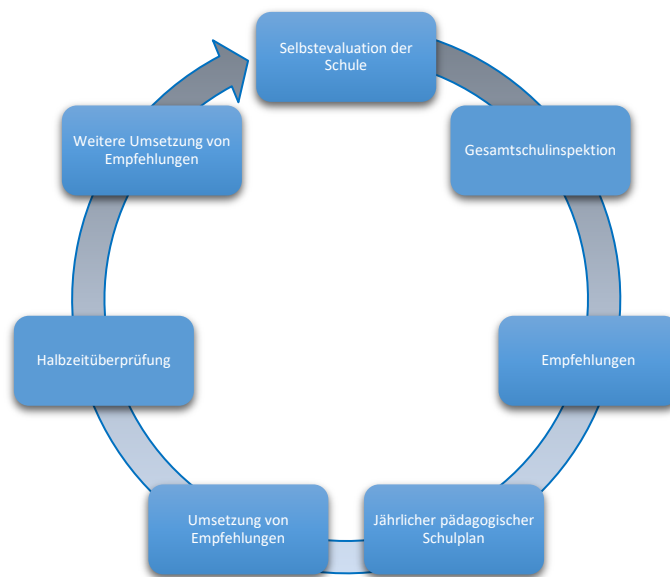 Selbstevaluation der
Schule
Gesamtschulinspektion
Empfehlungen
Jährlicher pädagogischer
Schulplan
Umsetzung von
Empfehlungen
Halbzeitüberprüfung
Weitere Umsetzung von
Empfehlungen